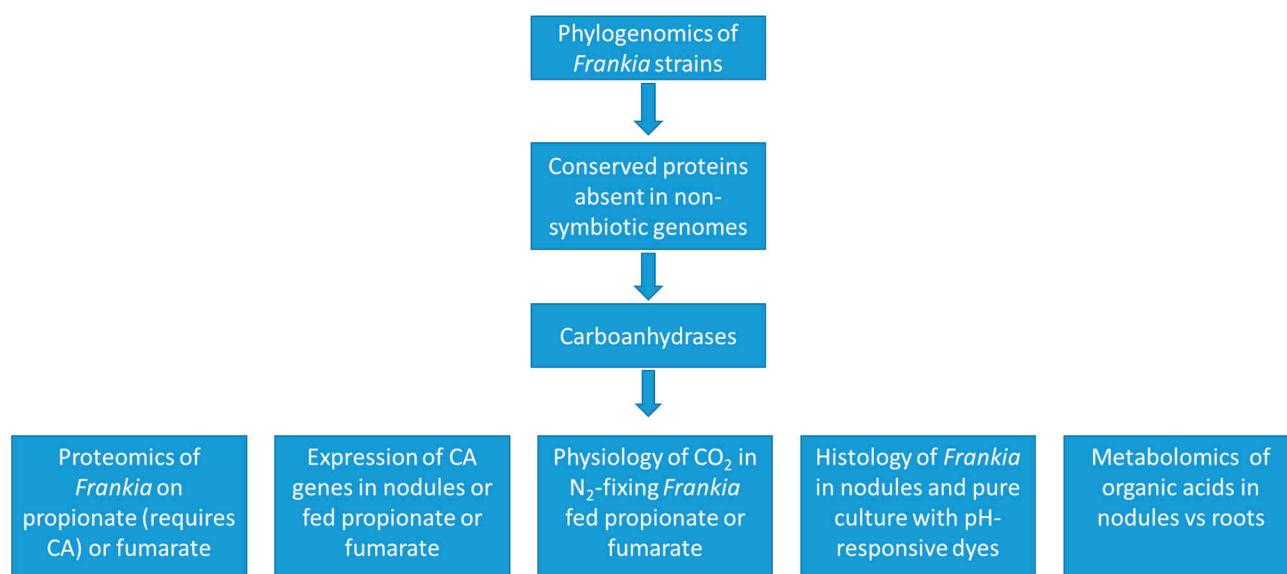 Phylogenomics of
Frankia strains
Conserved proteins
absent in non-
symbiotic genomes
Carboanhydrases
Proteomics of
Frankia on
propionate (requires
CA) or fumarate
Expression of CA
genes in nodules or
fed propionate or
fumarate
Physiology of CO₂ in
N₂-fixing Frankia
fed propionate or
fumarate
Histology of Frankia
in nodules and pure
culture with pH-
responsive dyes
Metabolomics of
organic acids in
nodules vs roots